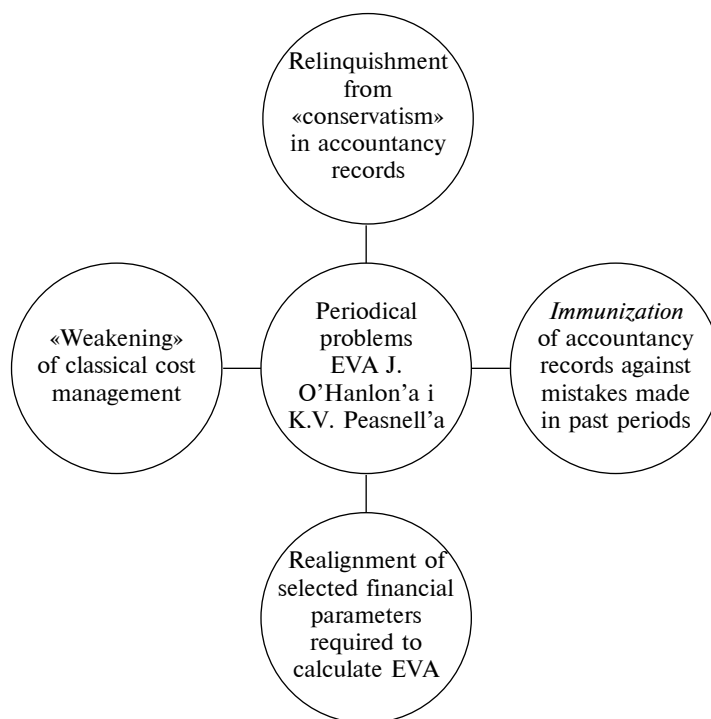 Relinquishment
from
«conservatism»
in accountancy
records
«Weakening»
of classical cost
management
Periodical
problems
EVA J.
O'Hanlon'a i
K.V. Peasnell'a
Immunization
of accountancy
records against
mistakes made
in past periods
Realignment of
selected financial
parameters
required to
calculate EVA